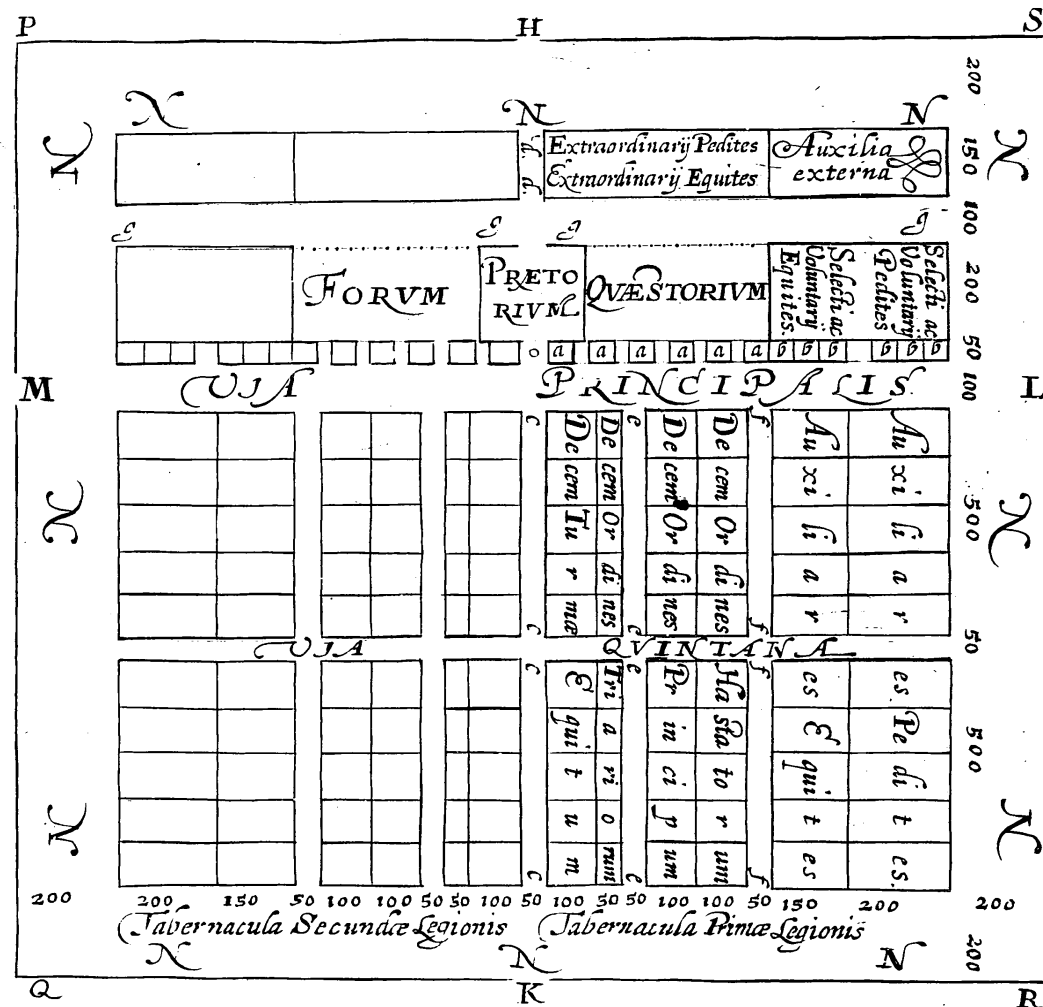 P H S
200
N N N
N N
d. d.
Extraordinarij Pedites
Extraordinarij Equites
Auxilia
externa
150
100
g g g g
FORVM
PRÆTO
RIVM
QVÆSTORIVM
Selecti ac
Voluntarij
Equites.
Selecti ac
Voluntarij
Pedites
200
a a a a a a b b b b b b
50
M VIA PRINCIPALIS L
100
c e f
De cem Tu r mæ
De cem Or di nes
De cem Or di nes
De cem Or di nes
Au xi li a r
Au xi li a r
N N
500
c e f
VIA QVINTANA
50
c e f
E qui t u m
Tri a ri o rum
Pr in ci p um
Ha sta to r um
es E qui t es
es. Pe di t es.
500
N N
c e f
200 200 150 50 100 100 50 50 100 50 100 50 50 100 100 50 150 200 200
Tabernacula Secundæ Legionis Tabernacula Primæ Legionis
N N N
200
Q K R